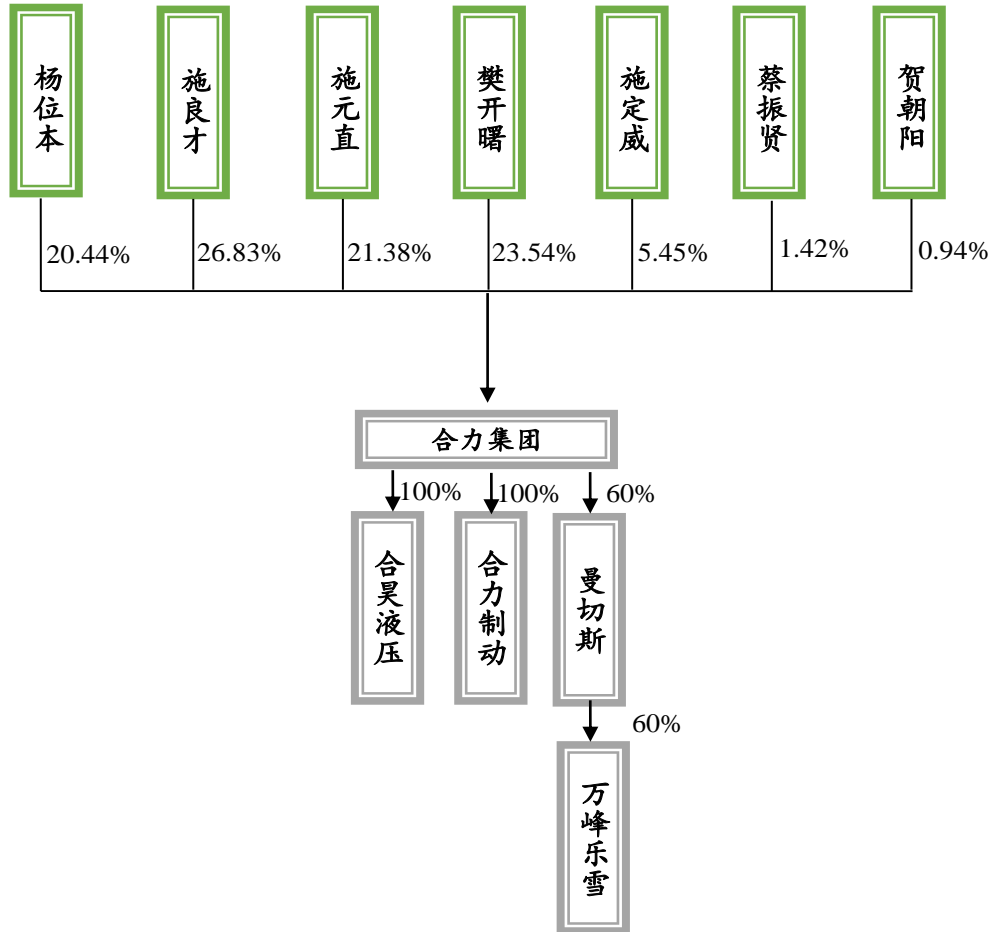 杨位本
施良才
施元直
樊开曙
施定威
蔡振贤
贺朝阳
20.44%
26.83%
21.38%
23.54%
5.45%
1.42%
0.94%
合力集团
100%
100%
60%
合昊液压
合力制动
曼切斯
60%
万峰乐雪